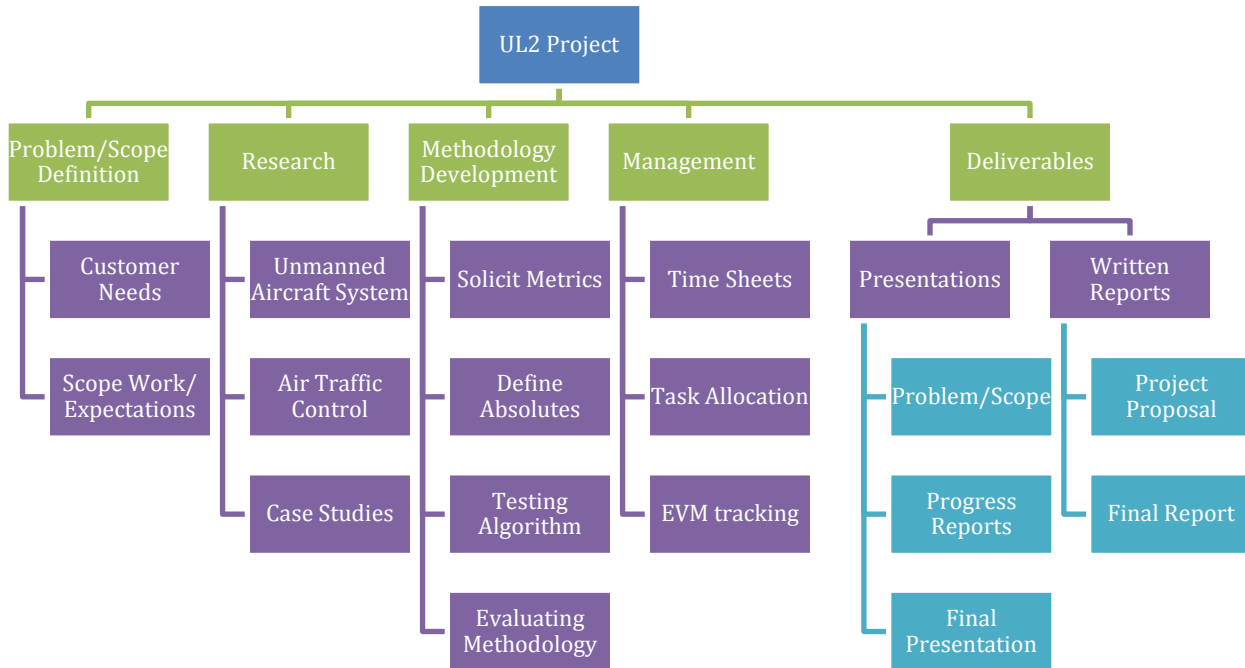 UL2 Project
Problem/Scope
Definition
Research
Methodology
Development
Management
Deliverables
Customer
Needs
Unmanned
Aircraft System
Solicit Metrics
Time Sheets
Presentations
Written
Reports
Scope Work/
Expectations
Air Traffic
Control
Define
Absolutes
Task Allocation
Problem/Scope
Project
Proposal
Case Studies
Testing
Algorithm
EVM tracking
Progress
Reports
Final Report
Evaluating
Methodology
Final
Presentation